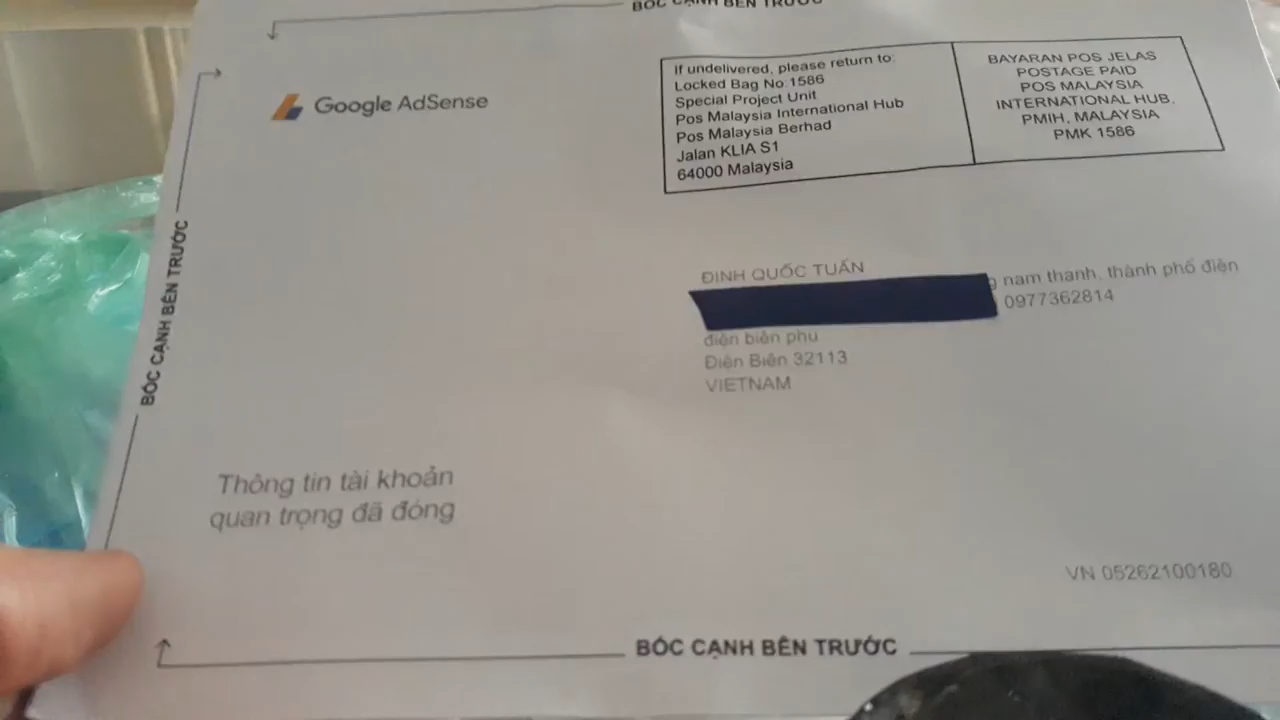 BÓC CẠNH BÊN TRƯỚC
Google AdSense
If undelivered, please return to:
Locked Bag No:1586
Special Project Unit
Pos Malaysia International Hub
Pos Malaysia Berhad
Jalan KLIA S1
64000 Malaysia
BAYARAN POS JELAS
POSTAGE PAID
POS MALAYSIA
INTERNATIONAL HUB.
PMIH, MALAYSIA
PMK 1586
BÓC CẠNH BÊN TRƯỚC
ĐINH QUỐC TUẤN
nam thanh, thành phố điện
0977362814
điện biên phu
Điện Biên 32113
VIETNAM
Thông tin tài khoản
quan trọng đã đóng
VN 05262100180
BÓC CẠNH BÊN TRƯỚC